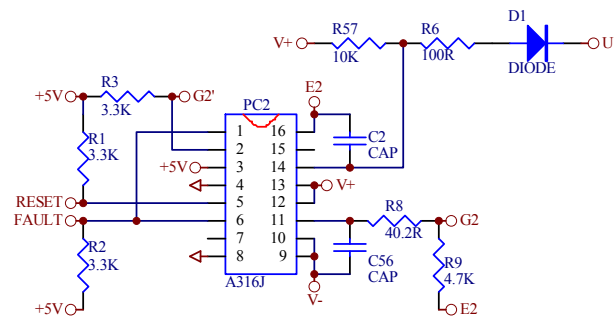 D1
V+ R57 R6 U
10K 100R DIODE
E2
R3
+5V G2'
3.3K
PC2
1 16 C2
R1 2 15 CAP
3.3K +5V 3 14
4 13 V+
RESET 5 12
FAULT 6 11 R8 G2
40.2R
R2 7 10 C56 R9
3.3K 8 9 CAP 4.7K
A316J
V-
+5V E2